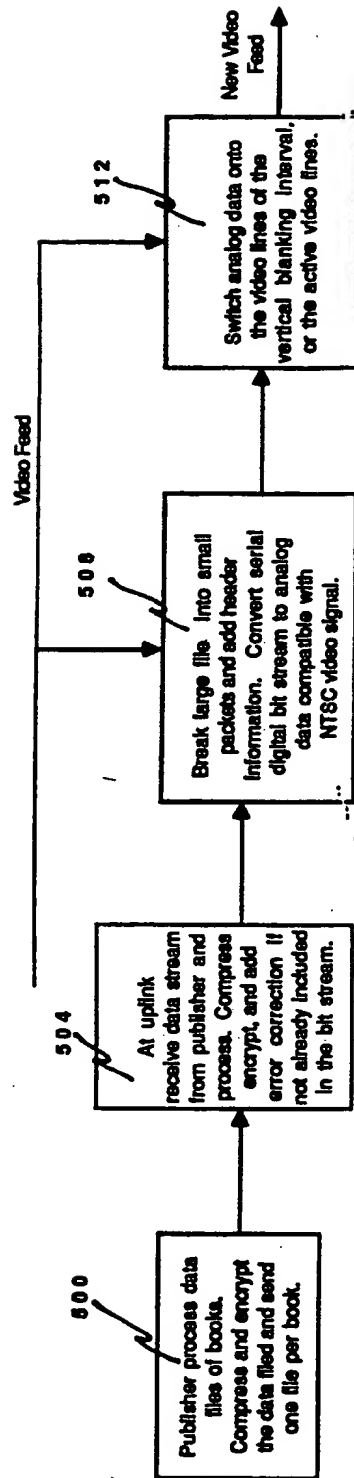 Video Feed
500
Publisher process data
files of books.
Compress and encrypt
the data filed and send
one file per book.
504
At uplink
receive data stream
from publisher and
process. Compress
encrypt, and add
error correction if
not already included
in the bit stream.
508
Break large file into small
packets and add header
information. Convert serial
digital bit stream to analog
data compatible with
NTSC video signal.
512
Switch analog data onto
the video lines of the
vertical blanking interval,
or the active video lines.
New Video
Feed